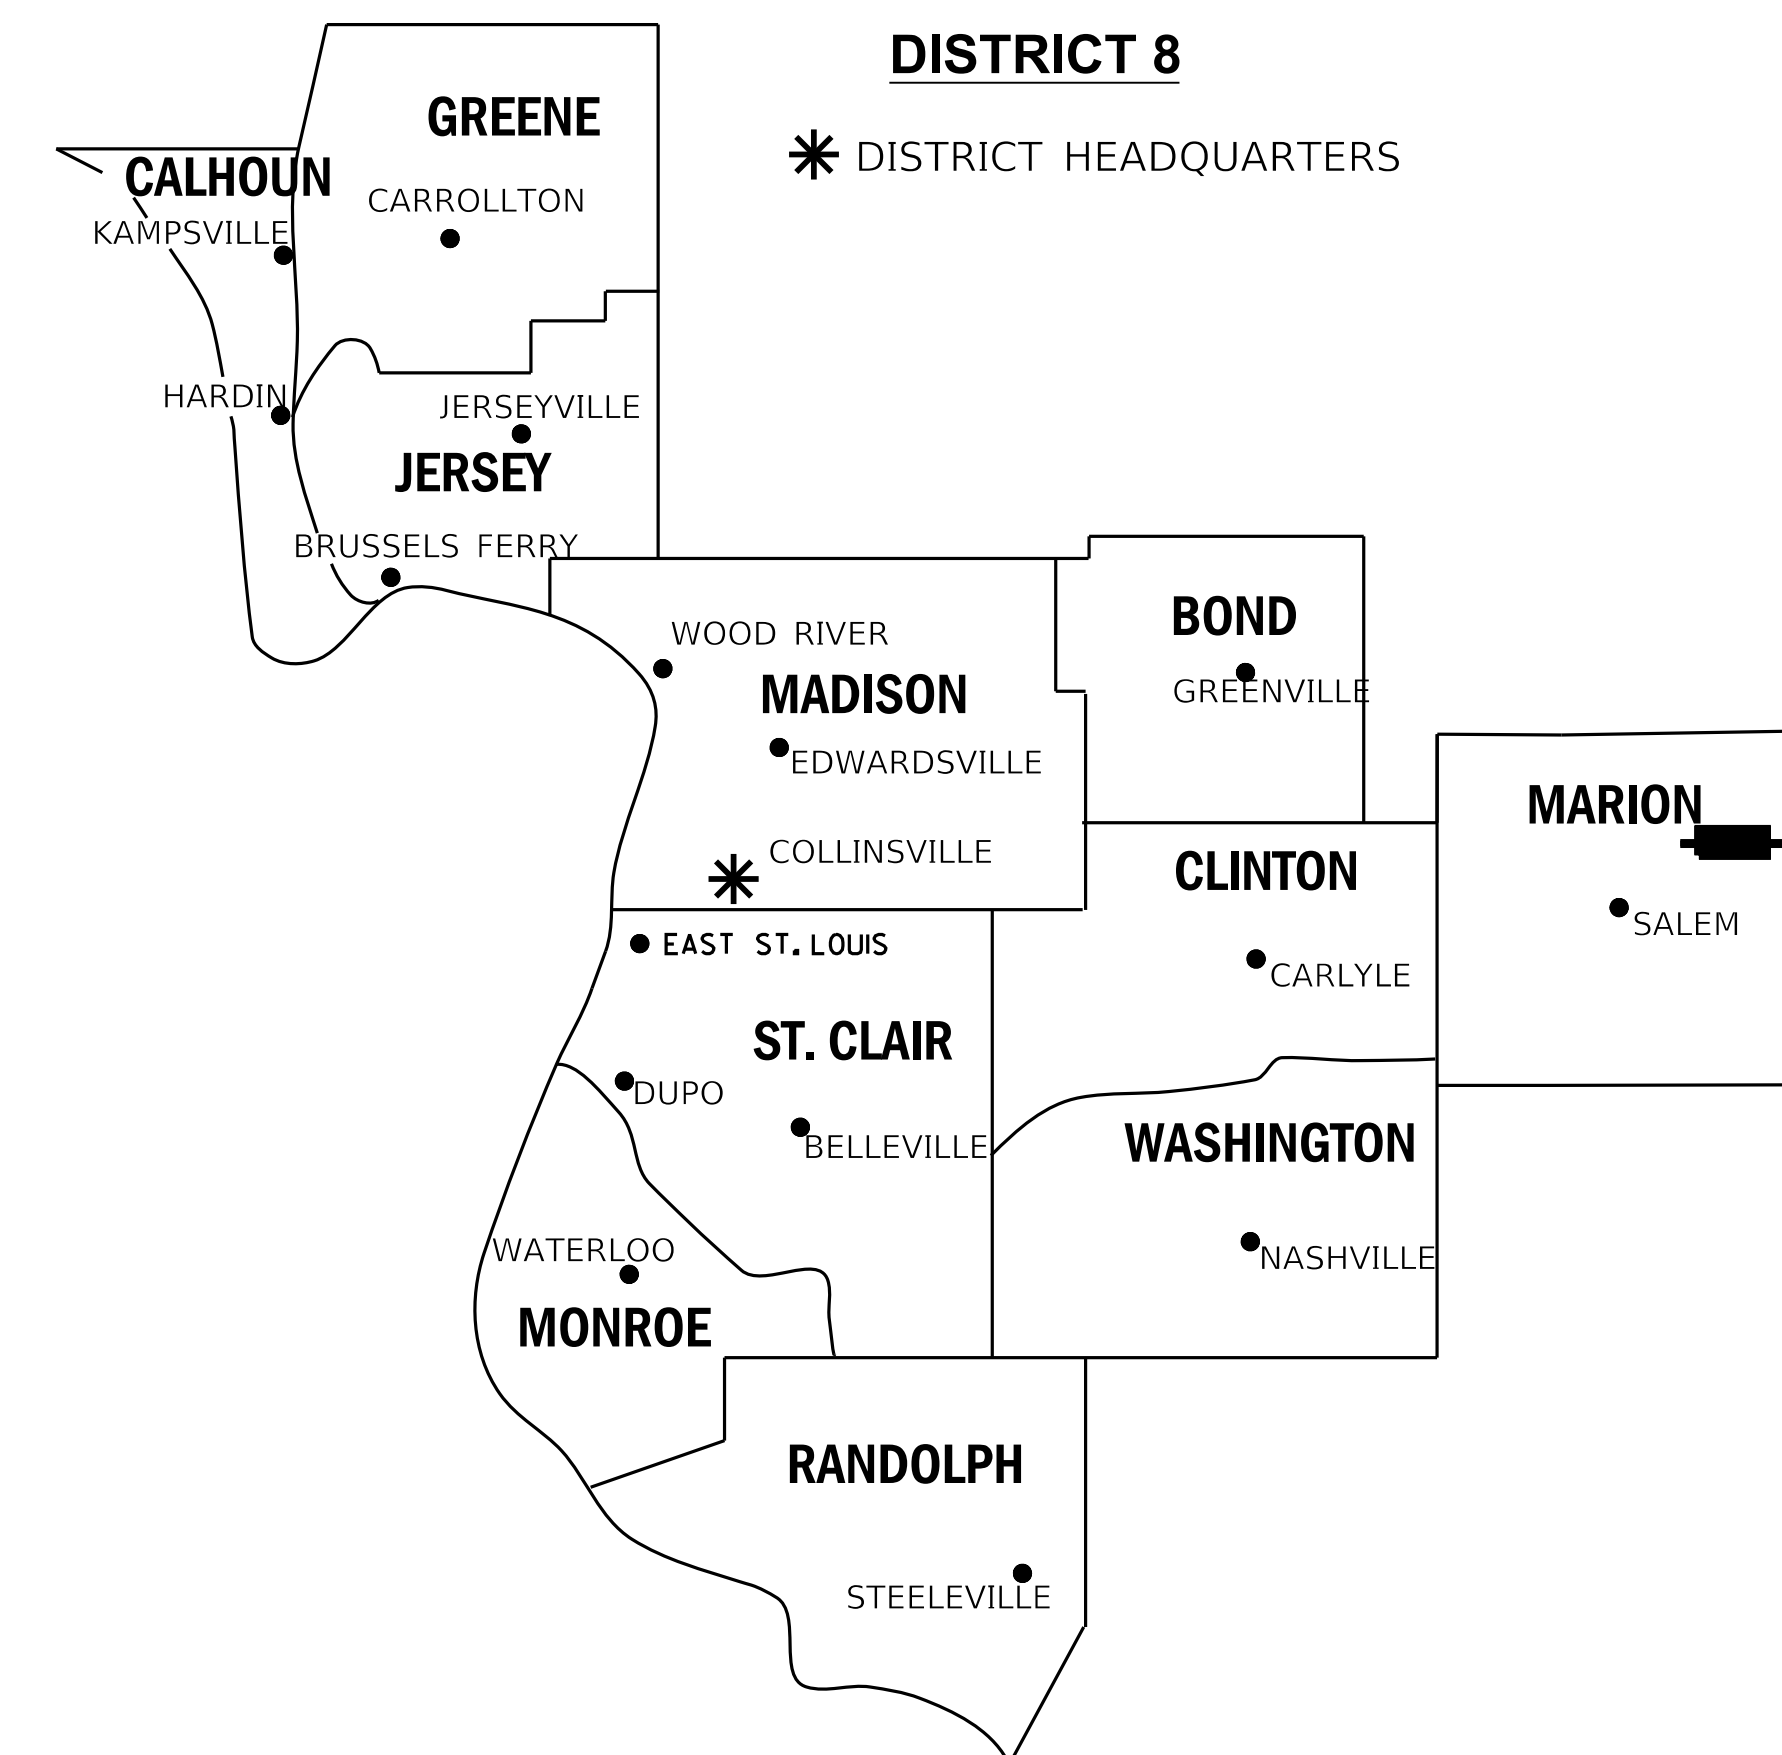 DISTRICT 8
DISTRICT HEADQUARTERS
GREENE
CALHOUN
CARROLLTON
KAMPSVILLE
HARDIN
JERSEYVILLE
JERSEY
BRUSSELS FERRY
WOOD RIVER
MADISON
EDWARDSVILLE
COLLINSVILLE
BOND
GREENVILLE
MARION
SALEM
CLINTON
CARLYLE
EAST ST. LOUIS
ST. CLAIR
DUPO
BELLEVILLE
WASHINGTON
NASHVILLE
WATERLOO
MONROE
RANDOLPH
STEELEVILLE